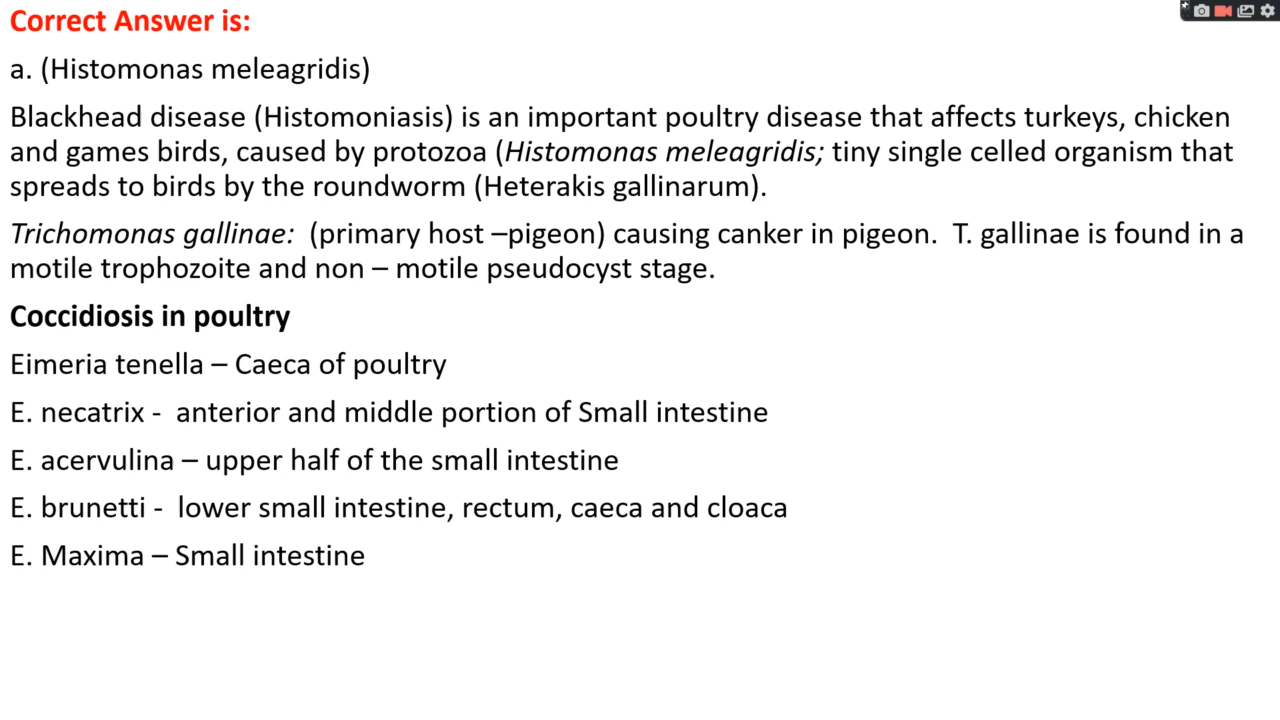 Correct Answer is:
a. (Histomonas meleagridis)
Blackhead disease (Histomoniasis) is an important poultry disease that affects turkeys, chicken
and games birds, caused by protozoa (Histomonas meleagridis; tiny single celled organism that
spreads to birds by the roundworm (Heterakis gallinarum).
Trichomonas gallinae:  (primary host –pigeon) causing canker in pigeon.  T. gallinae is found in a
motile trophozoite and non – motile pseudocyst stage.
Coccidiosis in poultry
Eimeria tenella – Caeca of poultry
E. necatrix -  anterior and middle portion of Small intestine
E. acervulina – upper half of the small intestine
E. brunetti -  lower small intestine, rectum, caeca and cloaca
E. Maxima – Small intestine